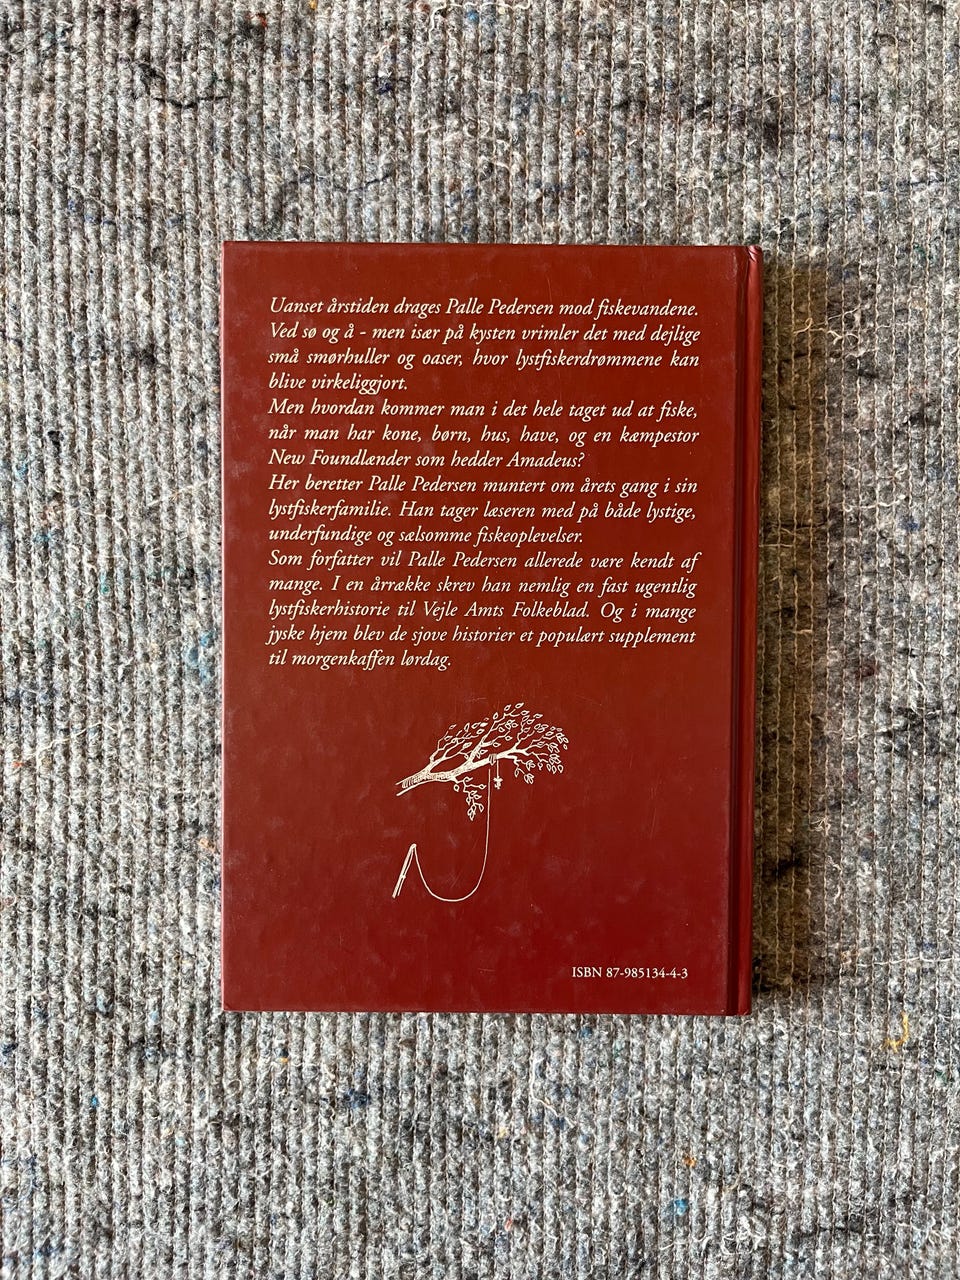 Uanset årstiden drages Palle Pedersen mod fiskevandene.
Ved sø og å - men især på kysten vrimler det med dejlige
små smørhuller og oaser, hvor lystfiskerdrømmene kan
blive virkeliggjort.
Men hvordan kommer man i det hele taget ud at fiske,
når man har kone, børn, hus, have, og en kæmpestor
New Foundlænder som hedder Amadeus?
Her beretter Palle Pedersen muntert om årets gang i sin
lystfiskerfamilie. Han tager læseren med på både lystige,
underfundige og sælsomme fiskeoplevelser.
Som forfatter vil Palle Pedersen allerede være kendt af
mange. I en årrække skrev han nemlig en fast ugentlig
lystfiskerhistorie til Vejle Amts Folkeblad. Og i mange
jyske hjem blev de sjove historier et populært supplement
til morgenkaffen lørdag.
ISBN 87-985134-4-3